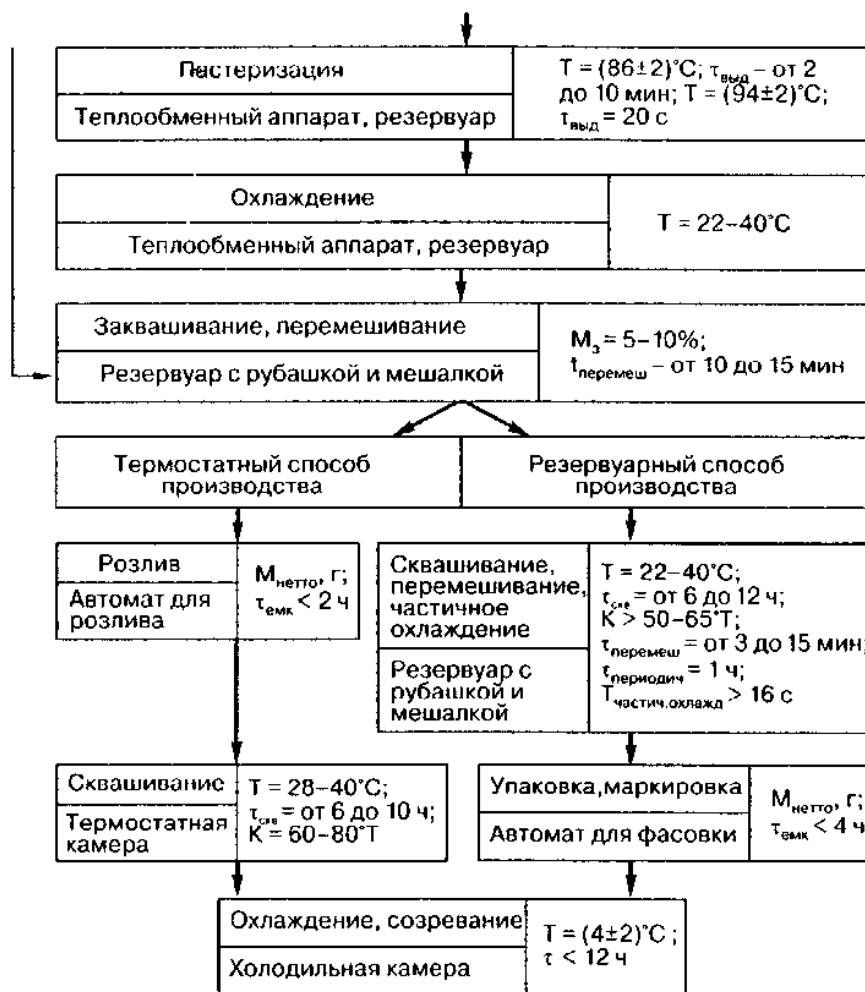 Пастеризация
Теплообменный аппарат, резервуар
T = (86±2)°C; τвыд – от 2
до 10 мин; T = (94±2)°C;
τвыд = 20 с
Охлаждение
Теплообменный аппарат, резервуар
T = 22–40°C
Заквашивание, перемешивание
Резервуар с рубашкой и мешалкой
Mз = 5–10%;
tперемеш – от 10 до 15 мин
Термостатный способ
производства
Резервуарный способ
производства
Розлив
Автомат для
розлива
Mнетто, г;
τемк < 2 ч
Сквашивание,
перемешивание,
частичное
охлаждение
Резервуар с
рубашкой и
мешалкой
T = 22–40°C;
τскв = от 6 до 12 ч;
K > 50–65°T;
τперемеш = от 3 до 15 мин;
τпериодич = 1 ч;
Tчастич.охлажд > 16 с
Сквашивание
Термостатная
камера
T = 28–40°C;
τскв = от 6 до 10 ч;
K = 60–80°T
Упаковка, маркировка
Автомат для фасовки
Mнетто, г;
τемк < 4 ч
Охлаждение, созревание
Холодильная камера
T = (4±2)°C;
τ < 12 ч